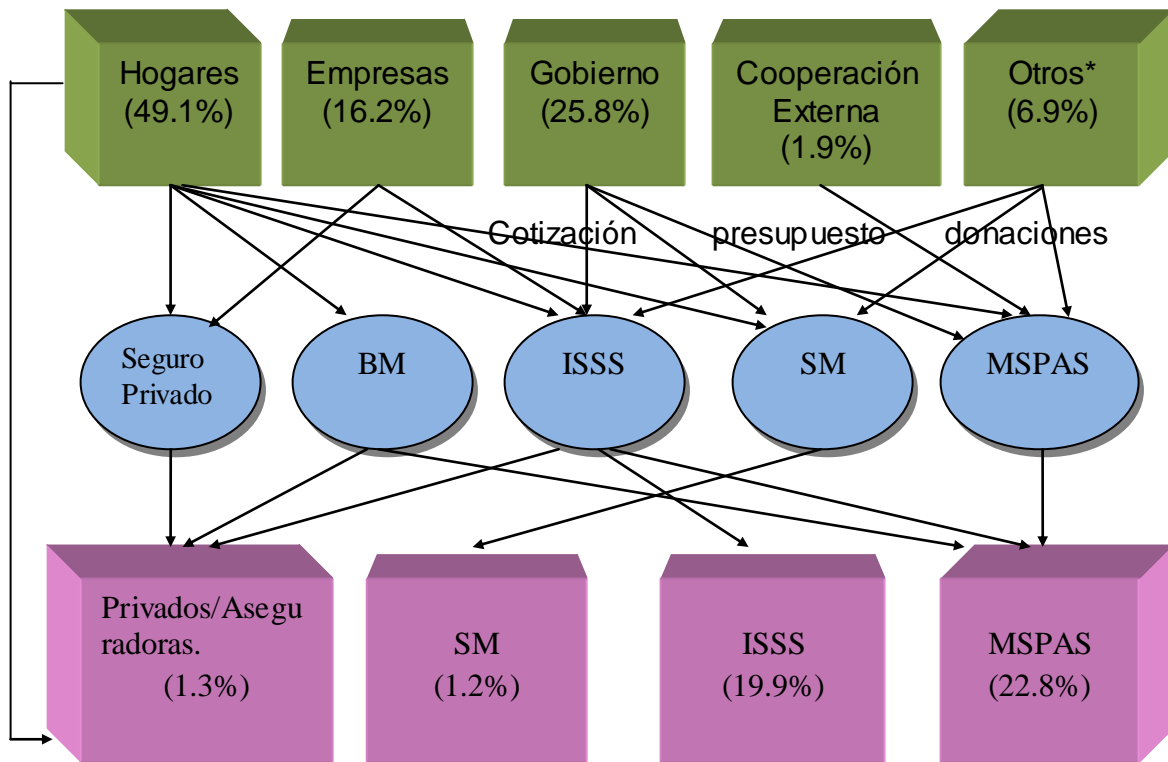 Hogares
(49.1%)
Empresas
(16.2%)
Gobierno
(25.8%)
Cooperación
Externa
(1.9%)
Otros*
(6.9%)
Cotización
presupuesto
donaciones
Seguro
Privado
BM
ISSS
SM
MSPAS
Privados/Asegu
radoras.
(1.3%)
SM
(1.2%)
ISSS
(19.9%)
MSPAS
(22.8%)